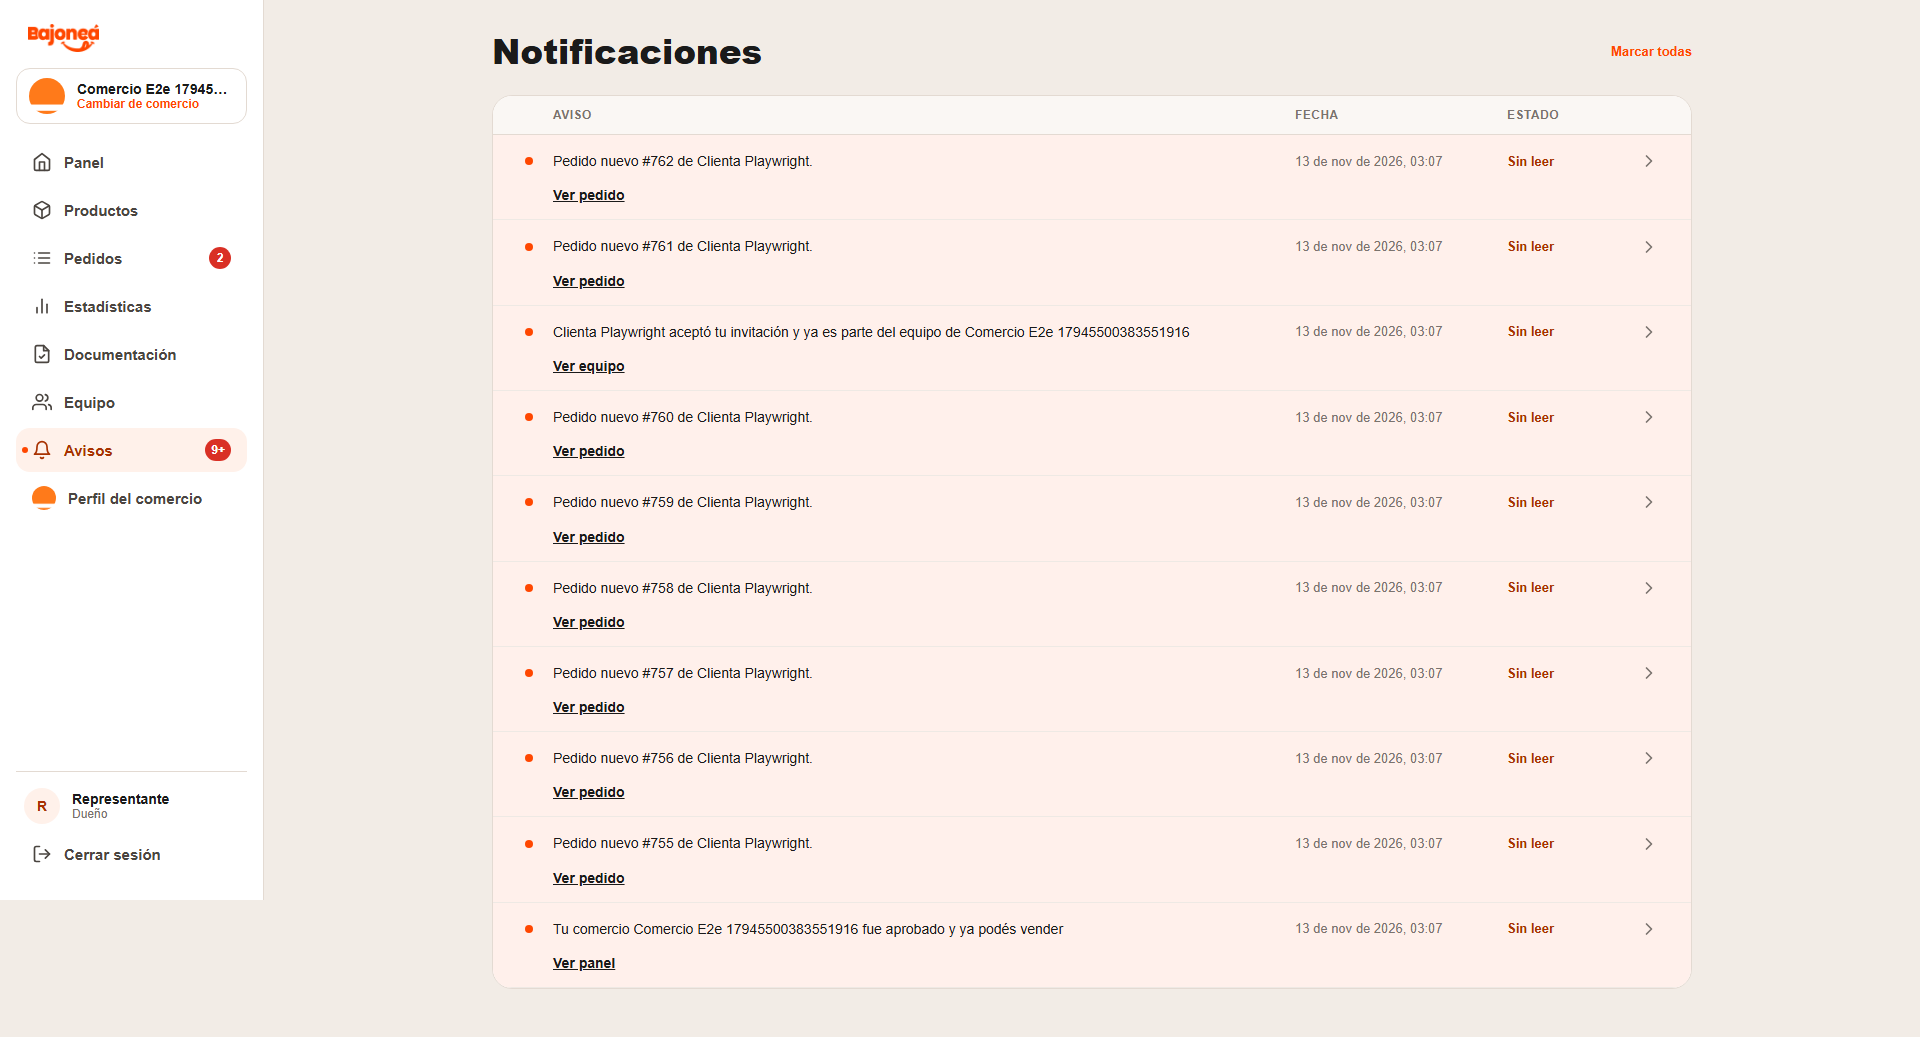 Bajoneá
Comercio E2e 17945...
Cambiar de comercio
Panel
Productos
Pedidos 2
Estadísticas
Documentación
Equipo
Avisos 9+
Perfil del comercio
R
Representante
Dueño
Cerrar sesión
Notificaciones
Marcar todas
AVISO FECHA ESTADO
Pedido nuevo #762 de Clienta Playwright. 13 de nov de 2026, 03:07 Sin leer
Ver pedido
Pedido nuevo #761 de Clienta Playwright. 13 de nov de 2026, 03:07 Sin leer
Ver pedido
Clienta Playwright aceptó tu invitación y ya es parte del equipo de Comercio E2e 17945500383551916 13 de nov de 2026, 03:07 Sin leer
Ver equipo
Pedido nuevo #760 de Clienta Playwright. 13 de nov de 2026, 03:07 Sin leer
Ver pedido
Pedido nuevo #759 de Clienta Playwright. 13 de nov de 2026, 03:07 Sin leer
Ver pedido
Pedido nuevo #758 de Clienta Playwright. 13 de nov de 2026, 03:07 Sin leer
Ver pedido
Pedido nuevo #757 de Clienta Playwright. 13 de nov de 2026, 03:07 Sin leer
Ver pedido
Pedido nuevo #756 de Clienta Playwright. 13 de nov de 2026, 03:07 Sin leer
Ver pedido
Pedido nuevo #755 de Clienta Playwright. 13 de nov de 2026, 03:07 Sin leer
Ver pedido
Tu comercio Comercio E2e 17945500383551916 fue aprobado y ya podés vender 13 de nov de 2026, 03:07 Sin leer
Ver panel